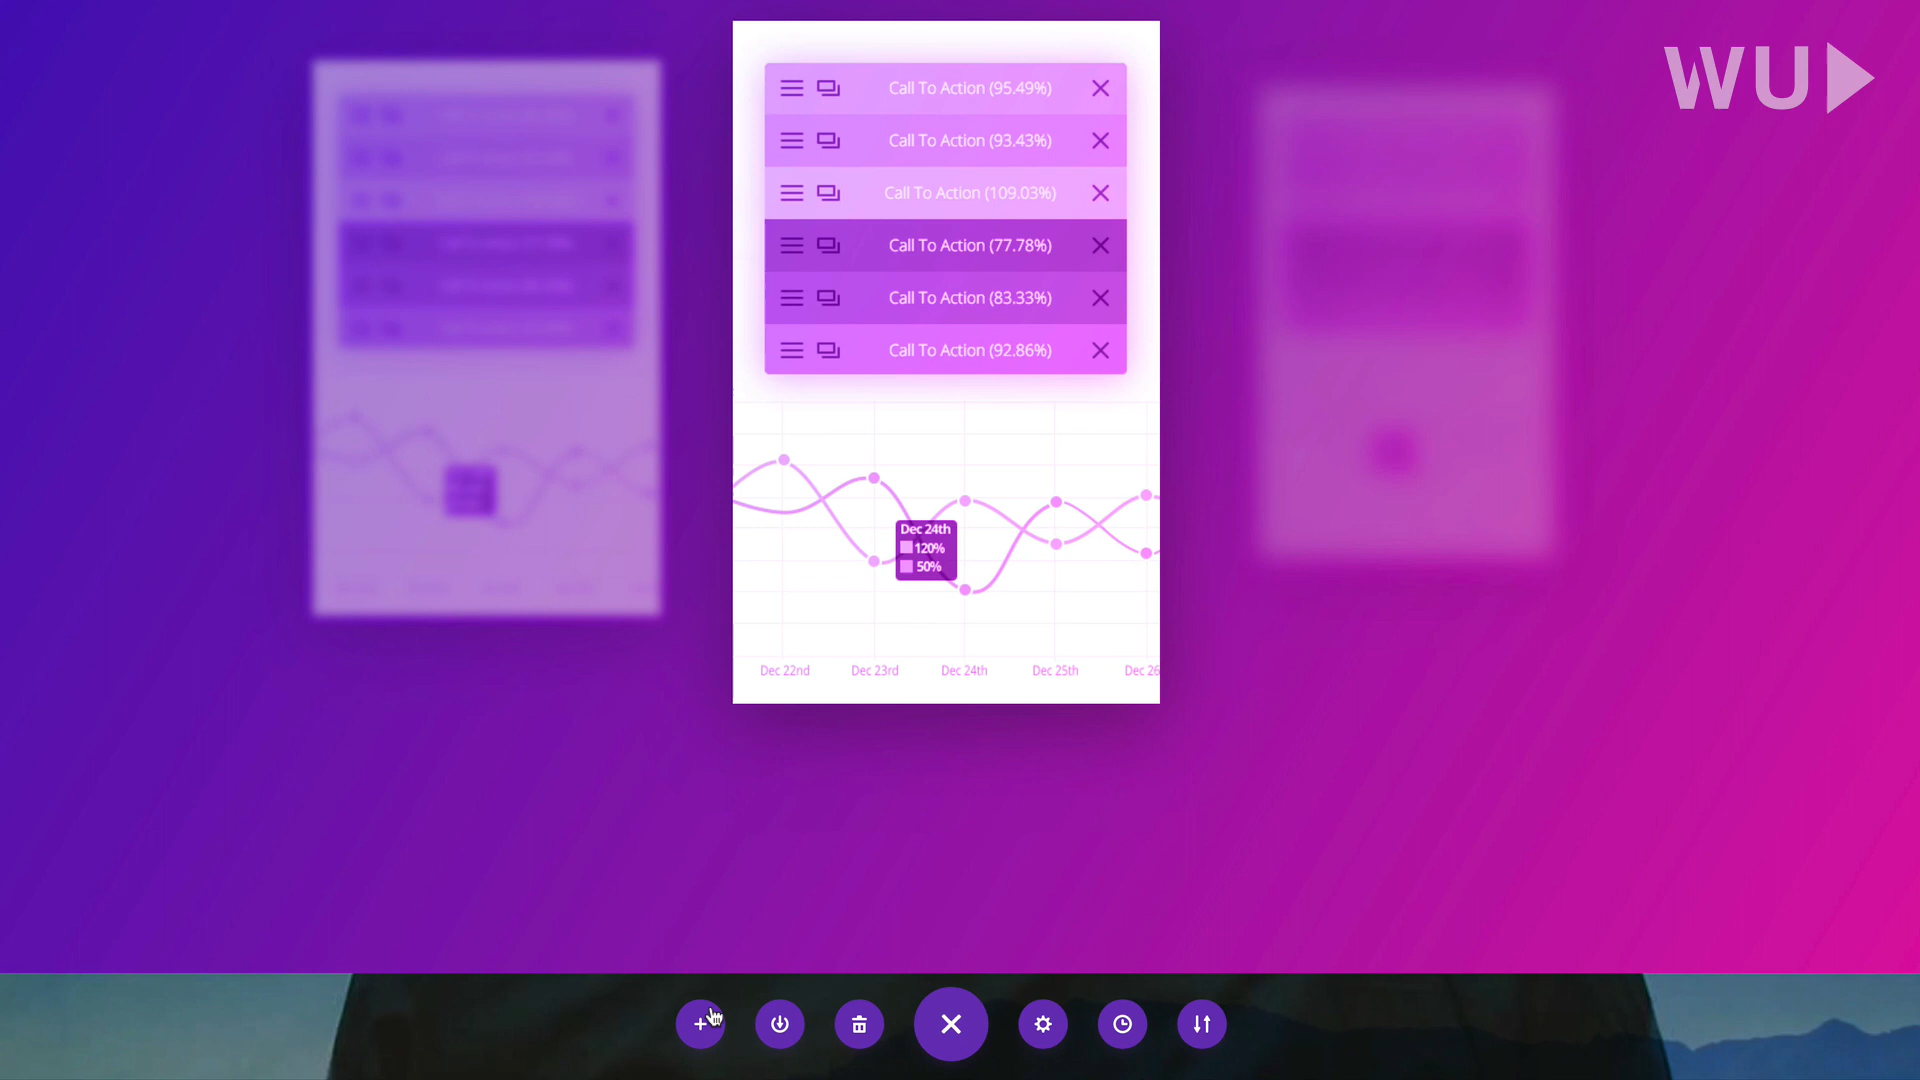 WU
Call To Action (95.49%)
Call To Action (93.43%)
Call To Action (109.03%)
Call To Action (77.78%)
Call To Action (83.33%)
Call To Action (92.86%)
Dec 24th
120%
50%
Dec 22nd
Dec 23rd
Dec 24th
Dec 25th
Dec 26